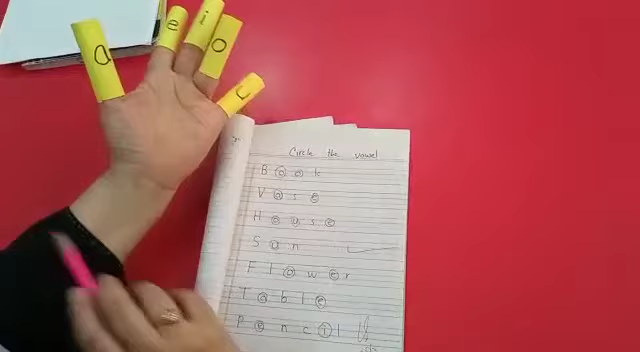 a e i o u
Circle the vowel
B o o k
V a s e
H o u s e
S u n
F l o w e r
T a b l e
P e n c i l